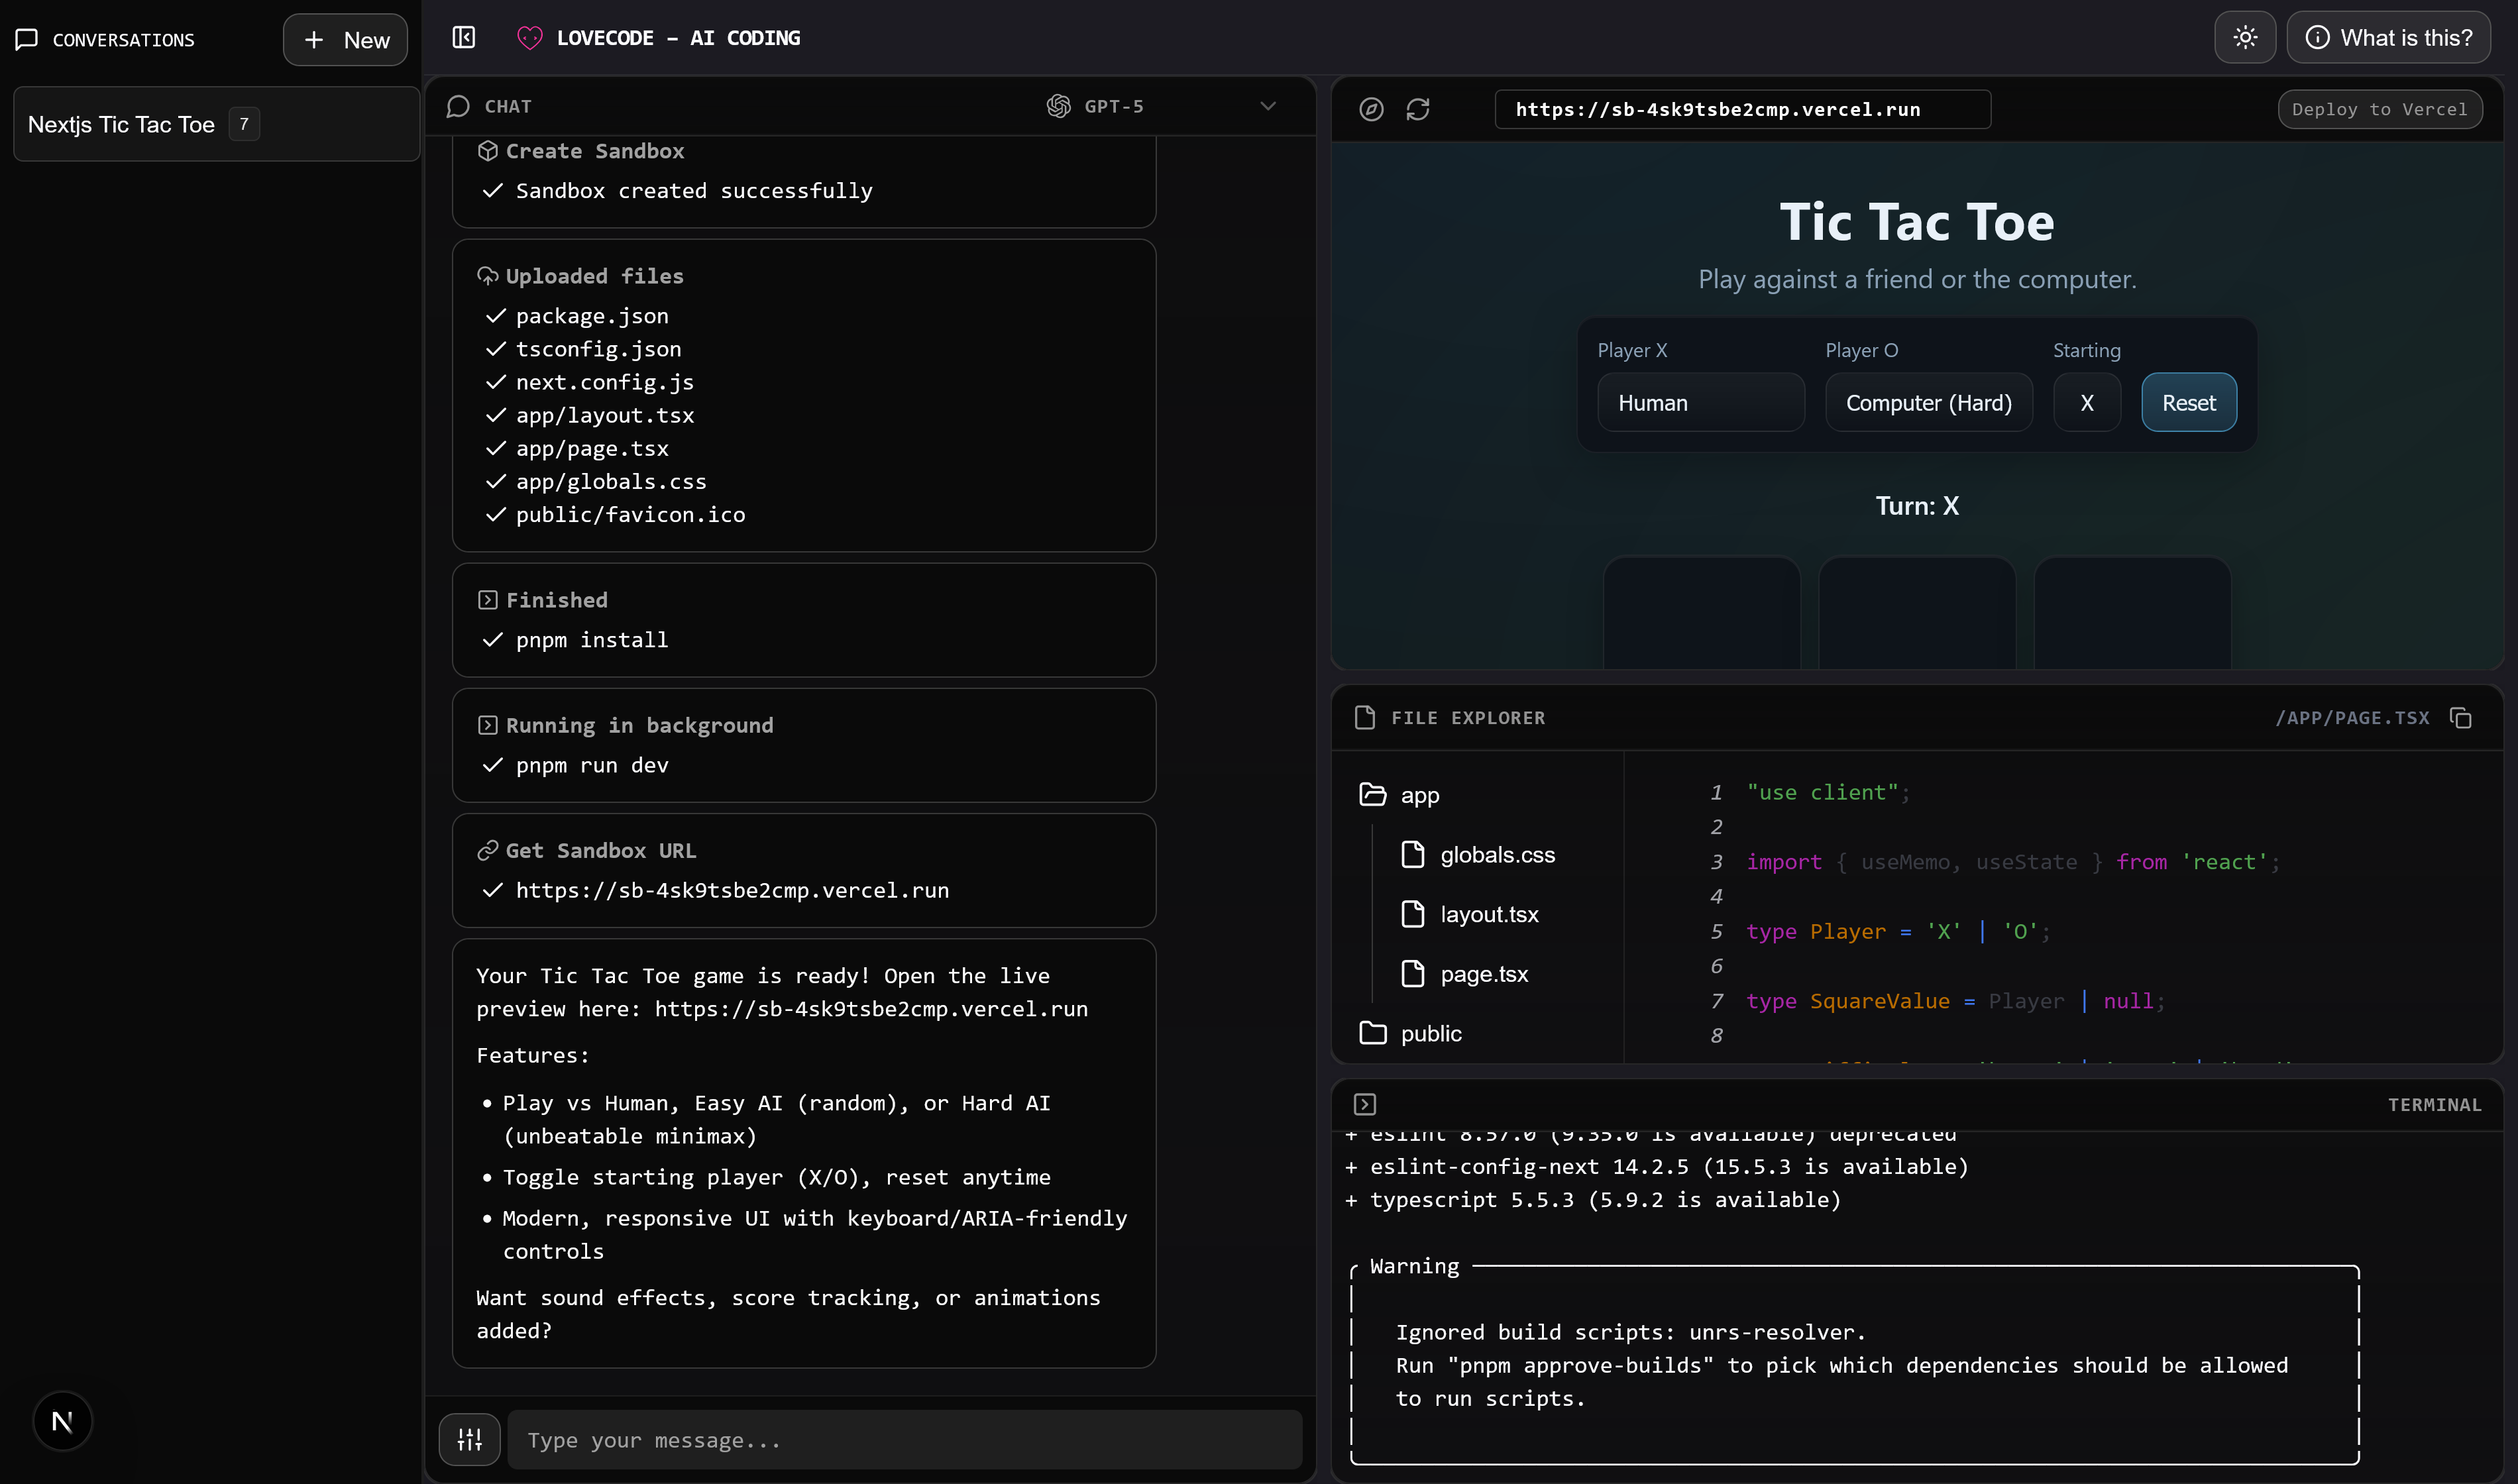 CONVERSATIONS
New
Nextjs Tic Tac Toe 7
LOVECODE – AI CODING
What is this?
CHAT
GPT-5
Create Sandbox
Sandbox created successfully
Uploaded files
package.json
tsconfig.json
next.config.js
app/layout.tsx
app/page.tsx
app/globals.css
public/favicon.ico
Finished
pnpm install
Running in background
pnpm run dev
Get Sandbox URL
https://sb-4sk9tsbe2cmp.vercel.run
Your Tic Tac Toe game is ready! Open the live
preview here: https://sb-4sk9tsbe2cmp.vercel.run
Features:
• Play vs Human, Easy AI (random), or Hard AI
(unbeatable minimax)
• Toggle starting player (X/O), reset anytime
• Modern, responsive UI with keyboard/ARIA-friendly
controls
Want sound effects, score tracking, or animations
added?
Type your message...
N
https://sb-4sk9tsbe2cmp.vercel.run
Deploy to Vercel
Tic Tac Toe
Play against a friend or the computer.
Player X
Human
Player O
Computer (Hard)
Starting
X
Reset
Turn: X
FILE EXPLORER
/APP/PAGE.TSX
app
globals.css
layout.tsx
page.tsx
public
1 "use client";
2
3 import { useMemo, useState } from 'react';
4
5 type Player = 'X' | 'O';
6
7 type SquareValue = Player | null;
8
TERMINAL
+ eslint 8.57.0 (9.35.0 is available) deprecated
+ eslint-config-next 14.2.5 (15.5.3 is available)
+ typescript 5.5.3 (5.9.2 is available)
Warning
Ignored build scripts: unrs-resolver.
Run "pnpm approve-builds" to pick which dependencies should be allowed
to run scripts.